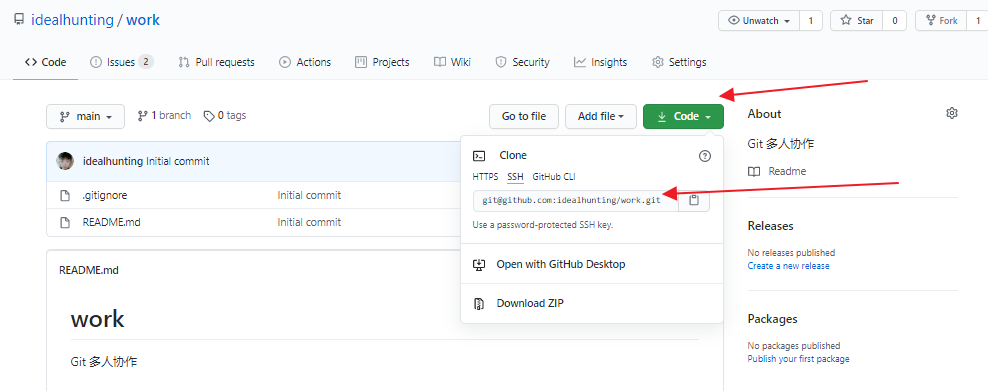 idealhunting / work
Unwatch 1
Star 0
Fork 1
Code
Issues 2
Pull requests
Actions
Projects
Wiki
Security
Insights
Settings
main
1 branch
0 tags
Go to file
Add file
Code
idealhunting Initial commit
.gitignore Initial commit
README.md Initial commit
Clone
HTTPS SSH GitHub CLI
git@github.com:idealhunting/work.git
Use a password-protected SSH key.
Open with GitHub Desktop
Download ZIP
README.md
work
Git 多人协作
About
Git 多人协作
Readme
Releases
No releases published
Create a new release
Packages
No packages published
Publish your first package